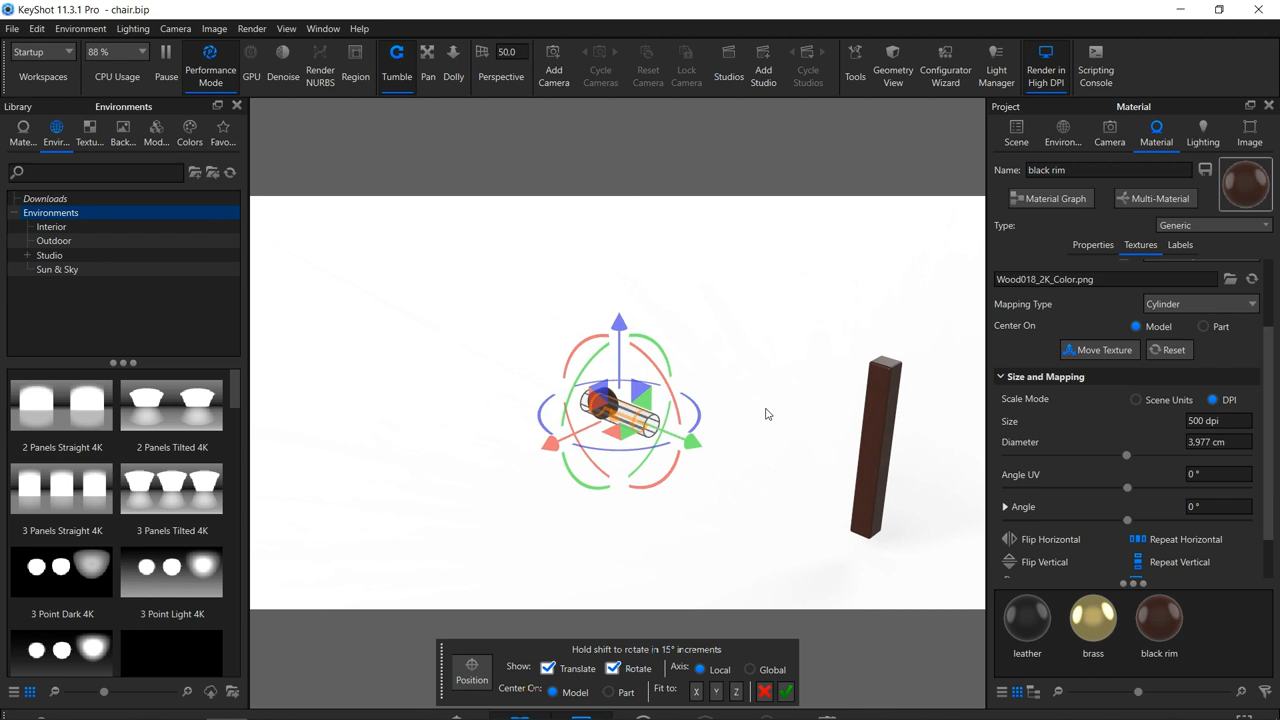 KeyShot 11.3.1 Pro - chair.bip
File Edit Environment Lighting Camera Image Render View Window Help
Startup 88 % 50.0
Workspaces CPU Usage Pause Performance Mode GPU Denoise Render NURBS Region Tumble Pan Dolly Perspective Add Camera Cycle Cameras Reset Camera Lock Camera Studios Add Studio Cycle Studios Tools Geometry View Configurator Wizard Light Manager Render in High DPI Scripting Console
Library Environments
Mate... Envir... Textu... Back... Mod... Colors Favo...
Downloads
Environments
Interior
Outdoor
Studio
Sun & Sky
2 Panels Straight 4K 2 Panels Tilted 4K
3 Panels Straight 4K 3 Panels Tilted 4K
3 Point Dark 4K 3 Point Light 4K
Hold shift to rotate in 15° increments
Position Show: Translate Rotate Axis: Local Global
Center On: Model Part Fit to: X Y Z
Project Material
Scene Environ... Camera Material Lighting Image
Name: black rim
Material Graph Multi-Material
Type: Generic
Properties Textures Labels
Wood018_2K_Color.png
Mapping Type Cylinder
Center On Model Part
Move Texture Reset
Size and Mapping
Scale Mode Scene Units DPI
Size 500 dpi
Diameter 3.977 cm
Angle UV 0 °
Angle 0 °
Flip Horizontal Repeat Horizontal
Flip Vertical Repeat Vertical
leather brass black rim